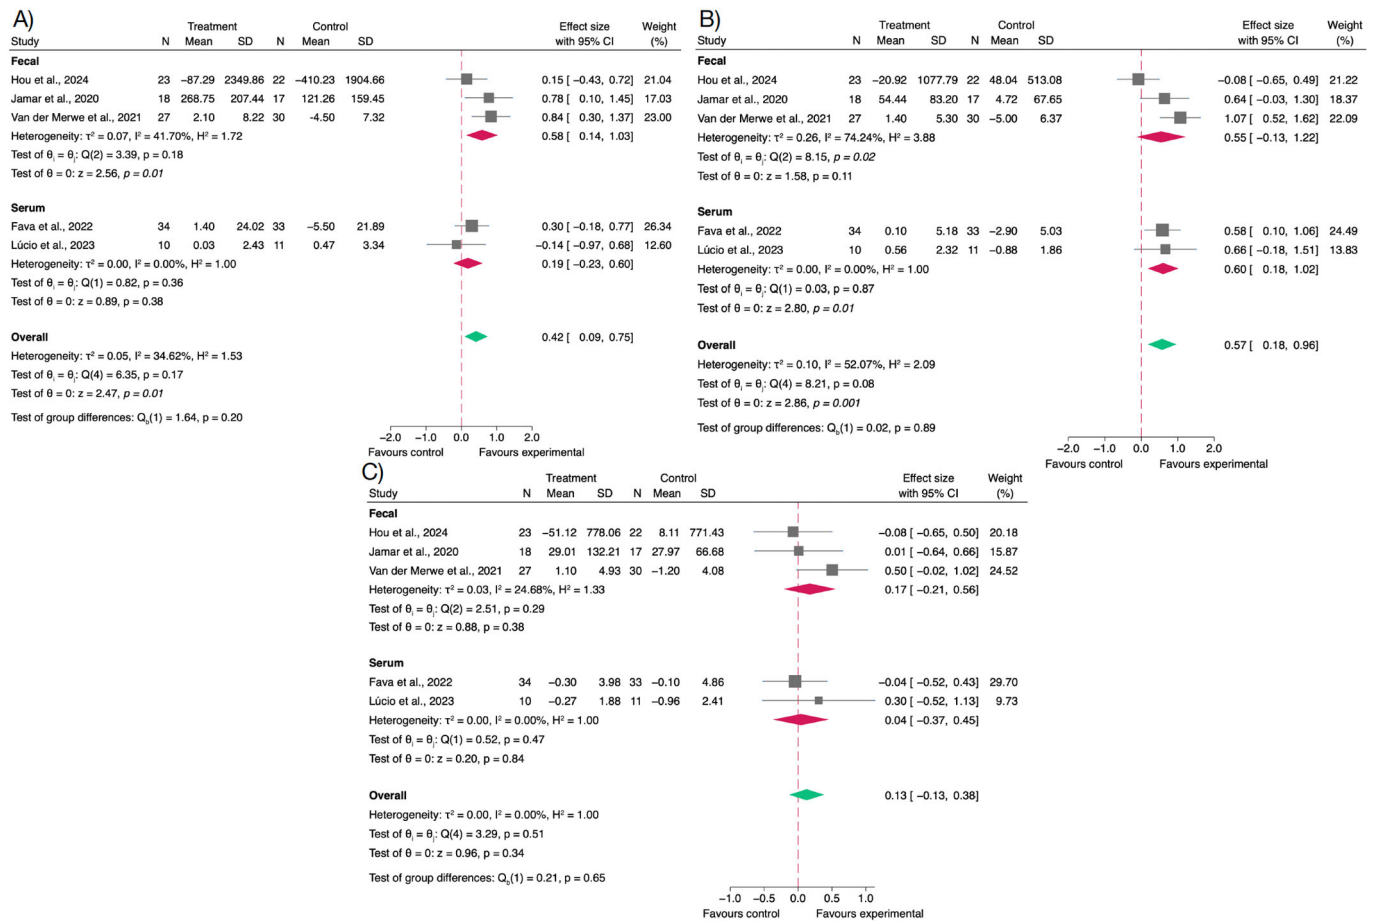 A)
Treatment Control Effect size Weight
Study N Mean SD N Mean SD with 95% CI (%)
Fecal
Hou et al., 2024 23 −87.29 2349.86 22 −410.23 1904.66 0.15 [ −0.43, 0.72] 21.04
Jamar et al., 2020 18 268.75 207.44 17 121.26 159.45 0.78 [ 0.10, 1.45] 17.03
Van der Merwe et al., 2021 27 2.10 8.22 30 −4.50 7.32 0.84 [ 0.30, 1.37] 23.00
Heterogeneity: τ² = 0.07, I² = 41.70%, H² = 1.72 0.58 [ 0.14, 1.03]
Test of θᵢ = θⱼ: Q(2) = 3.39, p = 0.18
Test of θ = 0: z = 2.56, p = 0.01
Serum
Fava et al., 2022 34 1.40 24.02 33 −5.50 21.89 0.30 [ −0.18, 0.77] 26.34
Lúcio et al., 2023 10 0.03 2.43 11 0.47 3.34 −0.14 [ −0.97, 0.68] 12.60
Heterogeneity: τ² = 0.00, I² = 0.00%, H² = 1.00 0.19 [ −0.23, 0.60]
Test of θᵢ = θⱼ: Q(1) = 0.82, p = 0.36
Test of θ = 0: z = 0.89, p = 0.38
Overall 0.42 [ 0.09, 0.75]
Heterogeneity: τ² = 0.05, I² = 34.62%, H² = 1.53
Test of θᵢ = θⱼ: Q(4) = 6.35, p = 0.17
Test of θ = 0: z = 2.47, p = 0.01
Test of group differences: Q_b(1) = 1.64, p = 0.20
−2.0 −1.0 0.0 1.0 2.0
Favours control Favours experimental
B)
Treatment Control Effect size Weight
Study N Mean SD N Mean SD with 95% CI (%)
Fecal
Hou et al., 2024 23 −20.92 1077.79 22 48.04 513.08 −0.08 [ −0.65, 0.49] 21.22
Jamar et al., 2020 18 54.44 83.20 17 4.72 67.65 0.64 [ −0.03, 1.30] 18.37
Van der Merwe et al., 2021 27 1.40 5.30 30 −5.00 6.37 1.07 [ 0.52, 1.62] 22.09
Heterogeneity: τ² = 0.26, I² = 74.24%, H² = 3.88 0.55 [ −0.13, 1.22]
Test of θᵢ = θⱼ: Q(2) = 8.15, p = 0.02
Test of θ = 0: z = 1.58, p = 0.11
Serum
Fava et al., 2022 34 0.10 5.18 33 −2.90 5.03 0.58 [ 0.10, 1.06] 24.49
Lúcio et al., 2023 10 0.56 2.32 11 −0.88 1.86 0.66 [ −0.18, 1.51] 13.83
Heterogeneity: τ² = 0.00, I² = 0.00%, H² = 1.00 0.60 [ 0.18, 1.02]
Test of θᵢ = θⱼ: Q(1) = 0.03, p = 0.87
Test of θ = 0: z = 2.80, p = 0.01
Overall 0.57 [ 0.18, 0.96]
Heterogeneity: τ² = 0.10, I² = 52.07%, H² = 2.09
Test of θᵢ = θⱼ: Q(4) = 8.21, p = 0.08
Test of θ = 0: z = 2.86, p = 0.001
Test of group differences: Q_b(1) = 0.02, p = 0.89
−2.0 −1.0 0.0 1.0 2.0
Favours control Favours experimental
C)
Treatment Control Effect size Weight
Study N Mean SD N Mean SD with 95% CI (%)
Fecal
Hou et al., 2024 23 −51.12 778.06 22 8.11 771.43 −0.08 [ −0.65, 0.50] 20.18
Jamar et al., 2020 18 29.01 132.21 17 27.97 66.68 0.01 [ −0.64, 0.66] 15.87
Van der Merwe et al., 2021 27 1.10 4.93 30 −1.20 4.08 0.50 [ −0.02, 1.02] 24.52
Heterogeneity: τ² = 0.03, I² = 24.68%, H² = 1.33 0.17 [ −0.21, 0.56]
Test of θᵢ = θⱼ: Q(2) = 2.51, p = 0.29
Test of θ = 0: z = 0.88, p = 0.38
Serum
Fava et al., 2022 34 −0.30 3.98 33 −0.10 4.86 −0.04 [ −0.52, 0.43] 29.70
Lúcio et al., 2023 10 −0.27 1.88 11 −0.96 2.41 0.30 [ −0.52, 1.13] 9.73
Heterogeneity: τ² = 0.00, I² = 0.00%, H² = 1.00 0.04 [ −0.37, 0.45]
Test of θᵢ = θⱼ: Q(1) = 0.52, p = 0.47
Test of θ = 0: z = 0.20, p = 0.84
Overall 0.13 [ −0.13, 0.38]
Heterogeneity: τ² = 0.00, I² = 0.00%, H² = 1.00
Test of θᵢ = θⱼ: Q(4) = 3.29, p = 0.51
Test of θ = 0: z = 0.96, p = 0.34
Test of group differences: Q_b(1) = 0.21, p = 0.65
−1.0 −0.5 0.0 0.5 1.0
Favours control Favours experimental